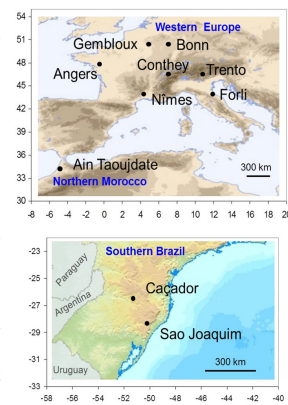 54
51
48
45
42
39
36
33
30
Western Europe
Gembloux
Bonn
Angers
Conthey
Trento
Nîmes
Forli
Ain Taoujdate
Northern Morocco
300 km
-8 -6 -4 -2 0 2 4 6 8 10 12 14 16 18 20
-23
-25
-27
-29
-31
-33
Southern Brazil
Paraguay
Argentina
Uruguay
Caçador
Sao Joaquim
300 km
-58 -56 -54 -52 -50 -48 -46 -44 -42 -40